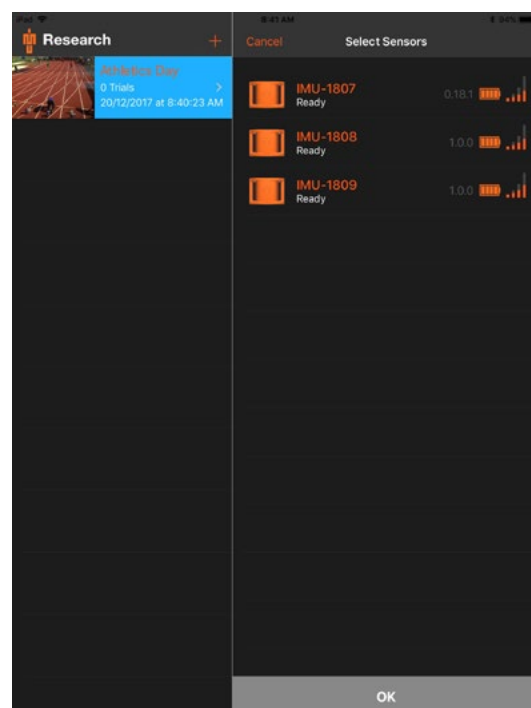 iPad
8:41 AM
94%
Research
+
Cancel
Select Sensors
Athletics Day
0 Trials
20/12/2017 at 8:40:23 AM
IMU-1807
Ready
0.18.1
IMU-1808
Ready
1.0.0
IMU-1809
Ready
1.0.0
OK